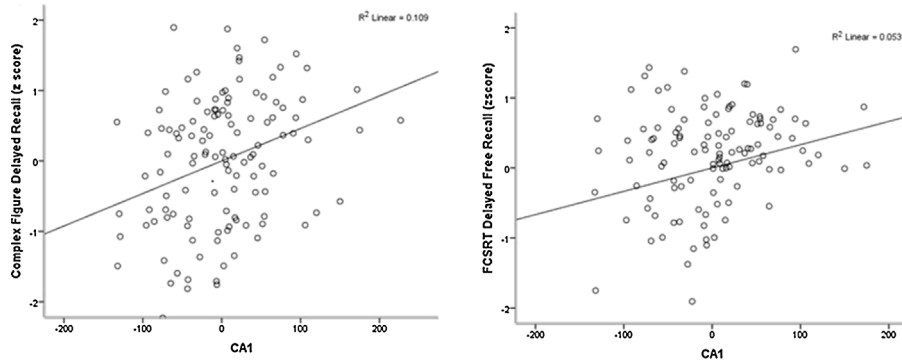 R² Linear = 0.109
Complex Figure Delayed Recall (z score)
2
1
0
-1
-2
-200 -100 0 100 200
CA1
R² Linear = 0.053
FCSRT Delayed Free Recall (zscore)
2
1
0
-1
-2
-200 -100 0 100 200
CA1